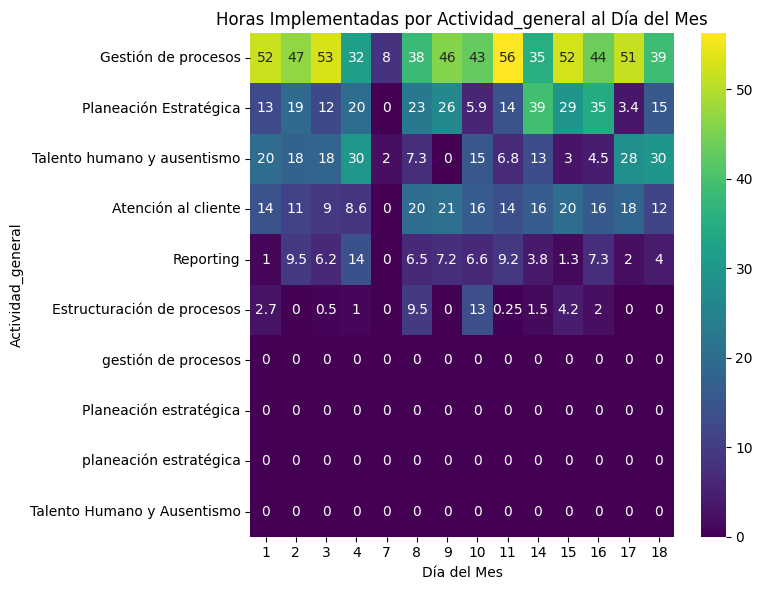 Horas Implementadas por Actividad_general al Día del Mes
Gestión de procesos 52 47 53 32 8 38 46 43 56 35 52 44 51 39
Planeación Estratégica 13 19 12 20 0 23 26 5.9 14 39 29 35 3.4 15
Talento humano y ausentismo 20 18 18 30 2 7.3 0 15 6.8 13 3 4.5 28 30
Atención al cliente 14 11 9 8.6 0 20 21 16 14 16 20 16 18 12
Reporting 1 9.5 6.2 14 0 6.5 7.2 6.6 9.2 3.8 1.3 7.3 2 4
Estructuración de procesos 2.7 0 0.5 1 0 9.5 0 13 0.25 1.5 4.2 2 0 0
gestión de procesos 0 0 0 0 0 0 0 0 0 0 0 0 0 0
Planeación estratégica 0 0 0 0 0 0 0 0 0 0 0 0 0 0
planeación estratégica 0 0 0 0 0 0 0 0 0 0 0 0 0 0
Talento Humano y Ausentismo 0 0 0 0 0 0 0 0 0 0 0 0 0 0
1 2 3 4 7 8 9 10 11 14 15 16 17 18
Día del Mes
Actividad_general
50
40
30
20
10
0